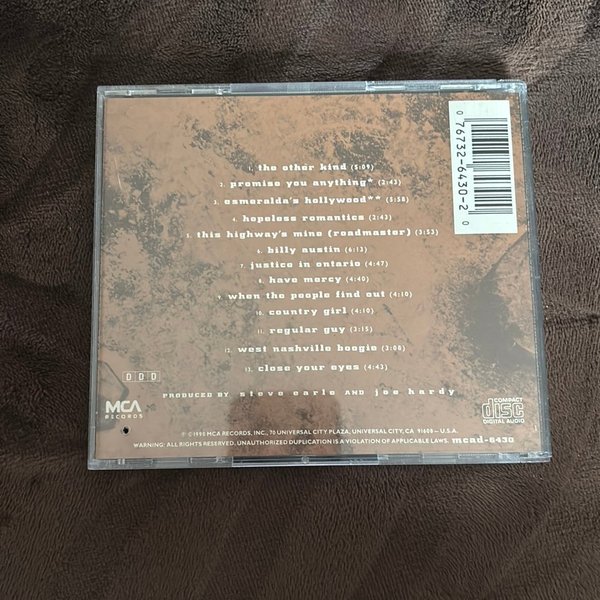 1. the other kind (5:09)
2. promise you anything* (2:43)
3. esmeralda's hollywood** (5:58)
4. hopeless romantics (2:43)
5. this highway's mine (roadmaster) (3:53)
6. billy austin (6:13)
7. justice in ontario (4:47)
8. have mercy (4:40)
9. when the people find out (4:10)
10. country girl (4:10)
11. regular guy (3:15)
12. west nashville boogie (3:08)
13. close your eyes (4:43)
PRODUCED BY steve earle AND joe hardy
0 76732-6430-2 0
DDD
MCA
RECORDS
COMPACT
disc
DIGITAL AUDIO
℗ © 1990 MCA RECORDS, INC., 70 UNIVERSAL CITY PLAZA, UNIVERSAL CITY, CA 91608 - U.S.A.
WARNING: ALL RIGHTS RESERVED. UNAUTHORIZED DUPLICATION IS A VIOLATION OF APPLICABLE LAWS. mcad-6430